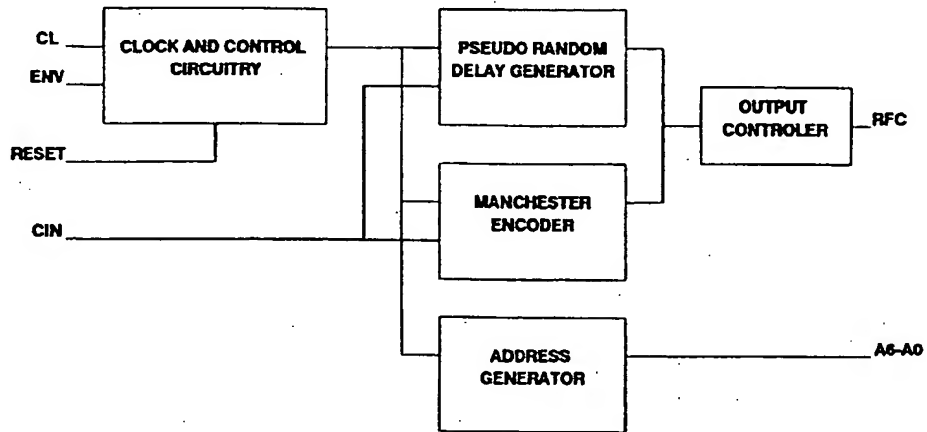 CL
ENV
RESET
CIN
CLOCK AND CONTROL
CIRCUITRY
PSEUDO RANDOM
DELAY GENERATOR
MANCHESTER
ENCODER
ADDRESS
GENERATOR
OUTPUT
CONTROLER
RFC
A6-A0